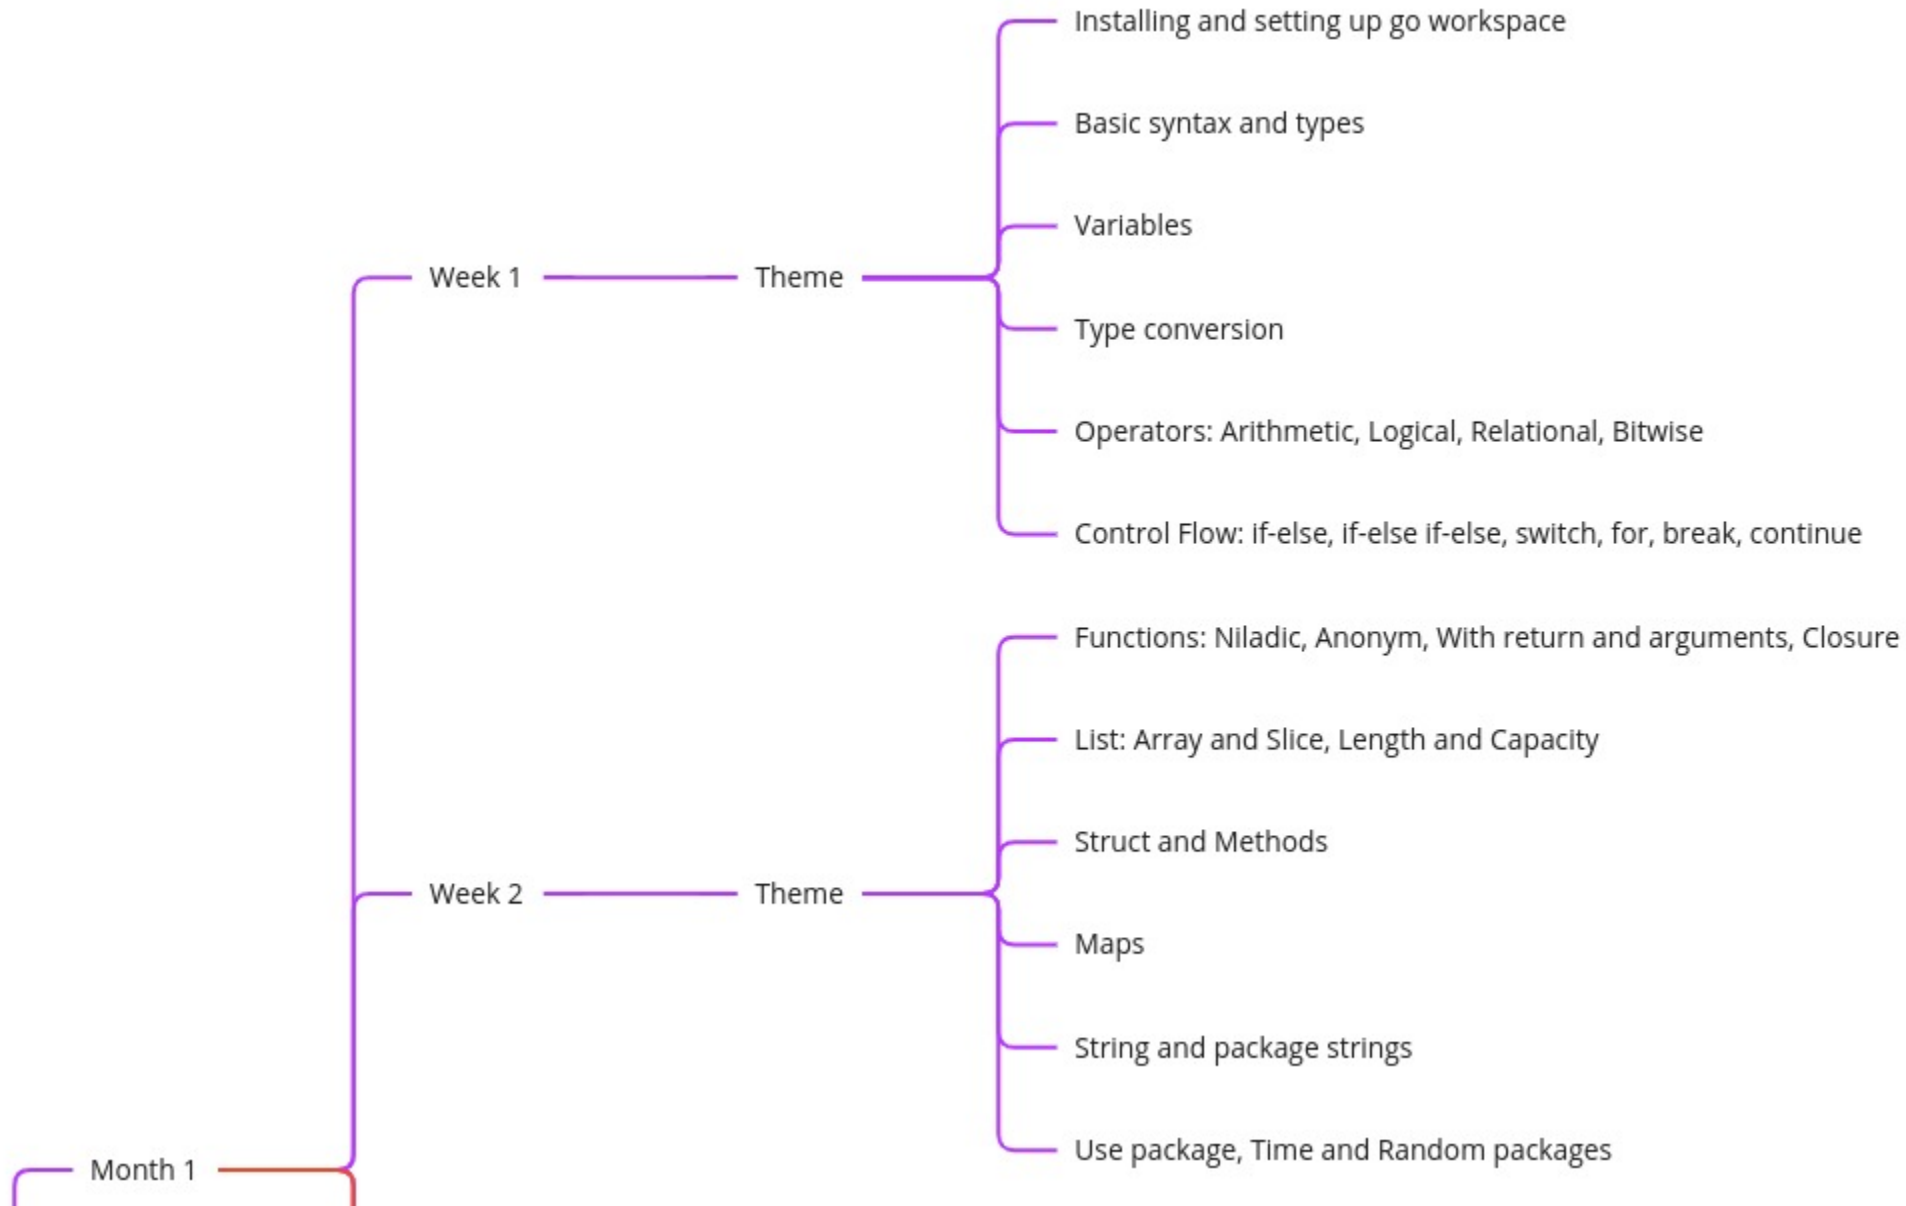 Installing and setting up go workspace
Basic syntax and types
Variables
Week 1
Theme
Type conversion
Operators: Arithmetic, Logical, Relational, Bitwise
Control Flow: if-else, if-else if-else, switch, for, break, continue
Functions: Niladic, Anonym, With return and arguments, Closure
List: Array and Slice, Length and Capacity
Struct and Methods
Week 2
Theme
Maps
String and package strings
Use package, Time and Random packages
Month 1